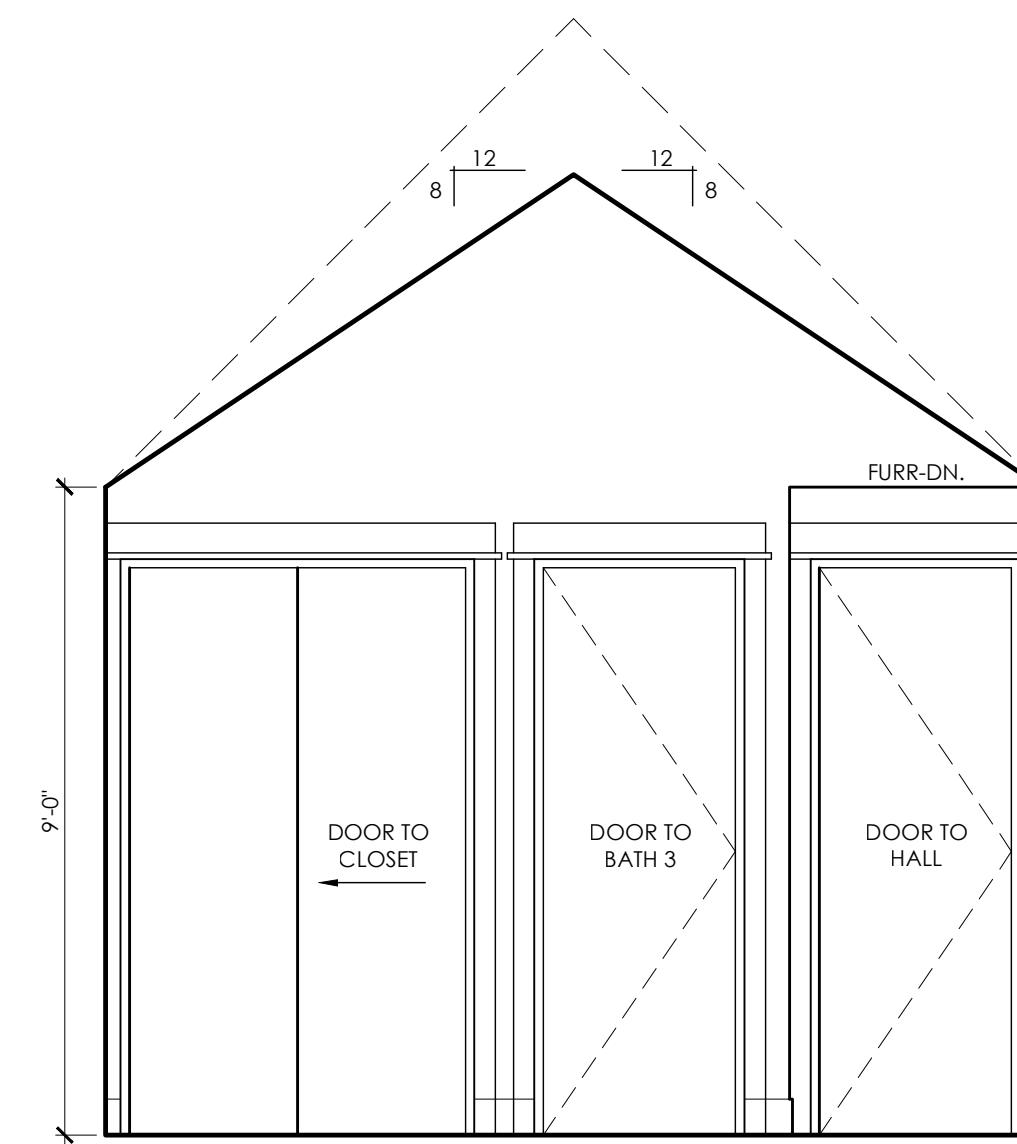 12
12
8
8
FURR-DN.
9'-0"
DOOR TO
CLOSET
DOOR TO
BATH 3
DOOR TO
HALL